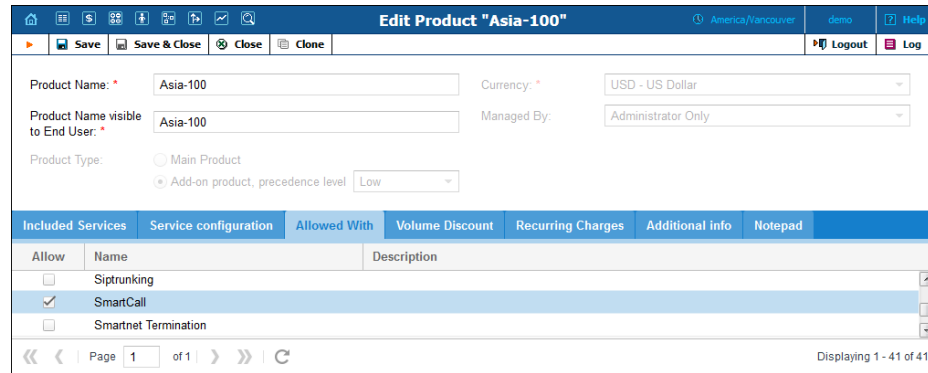 Edit Product "Asia-100" America/Vancouver demo ? Help
Save Save & Close Close Clone Logout Log
Product Name: * Asia-100 Currency: * USD - US Dollar
Product Name visible to End User: * Asia-100 Managed By: Administrator Only
Product Type: Main Product
Add-on product, precedence level Low
Included Services Service configuration Allowed With Volume Discount Recurring Charges Additional info Notepad
Allow Name Description
Siptrunking
SmartCall
Smartnet Termination
Page 1 of 1 Displaying 1 - 41 of 41